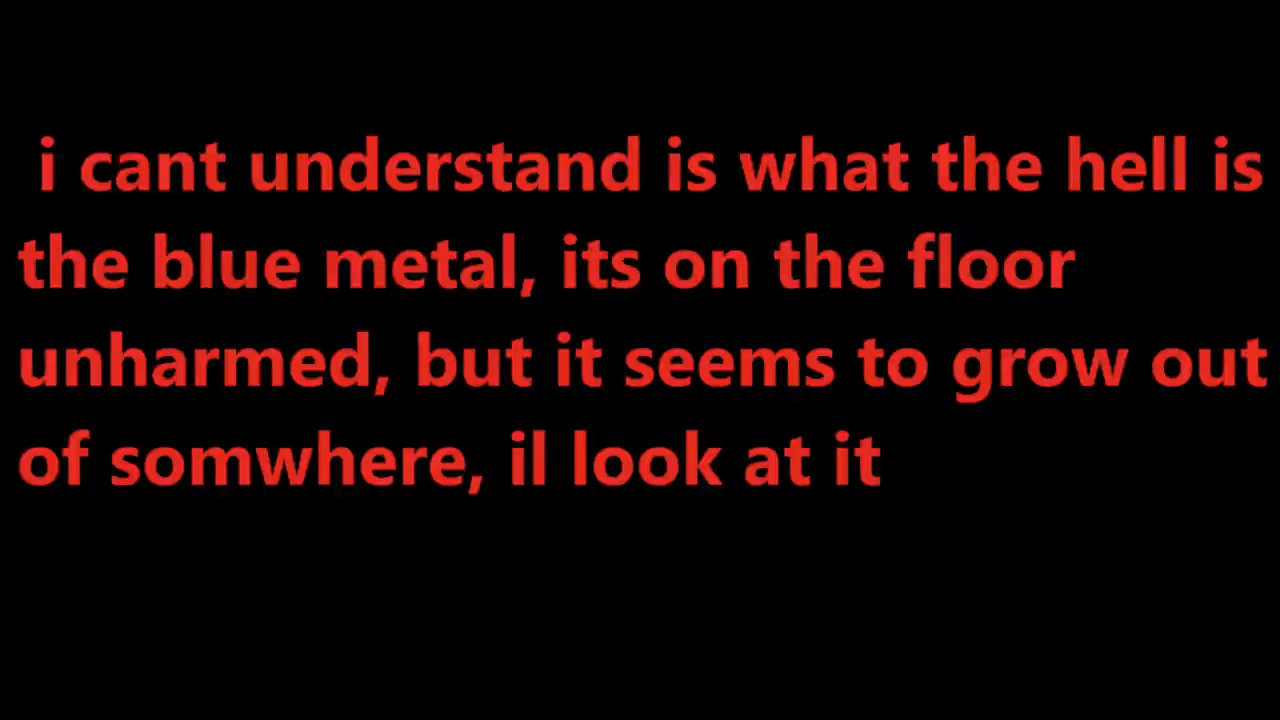 i cant understand is what the hell is
the blue metal, its on the floor
unharmed, but it seems to grow out
of somwhere, il look at it